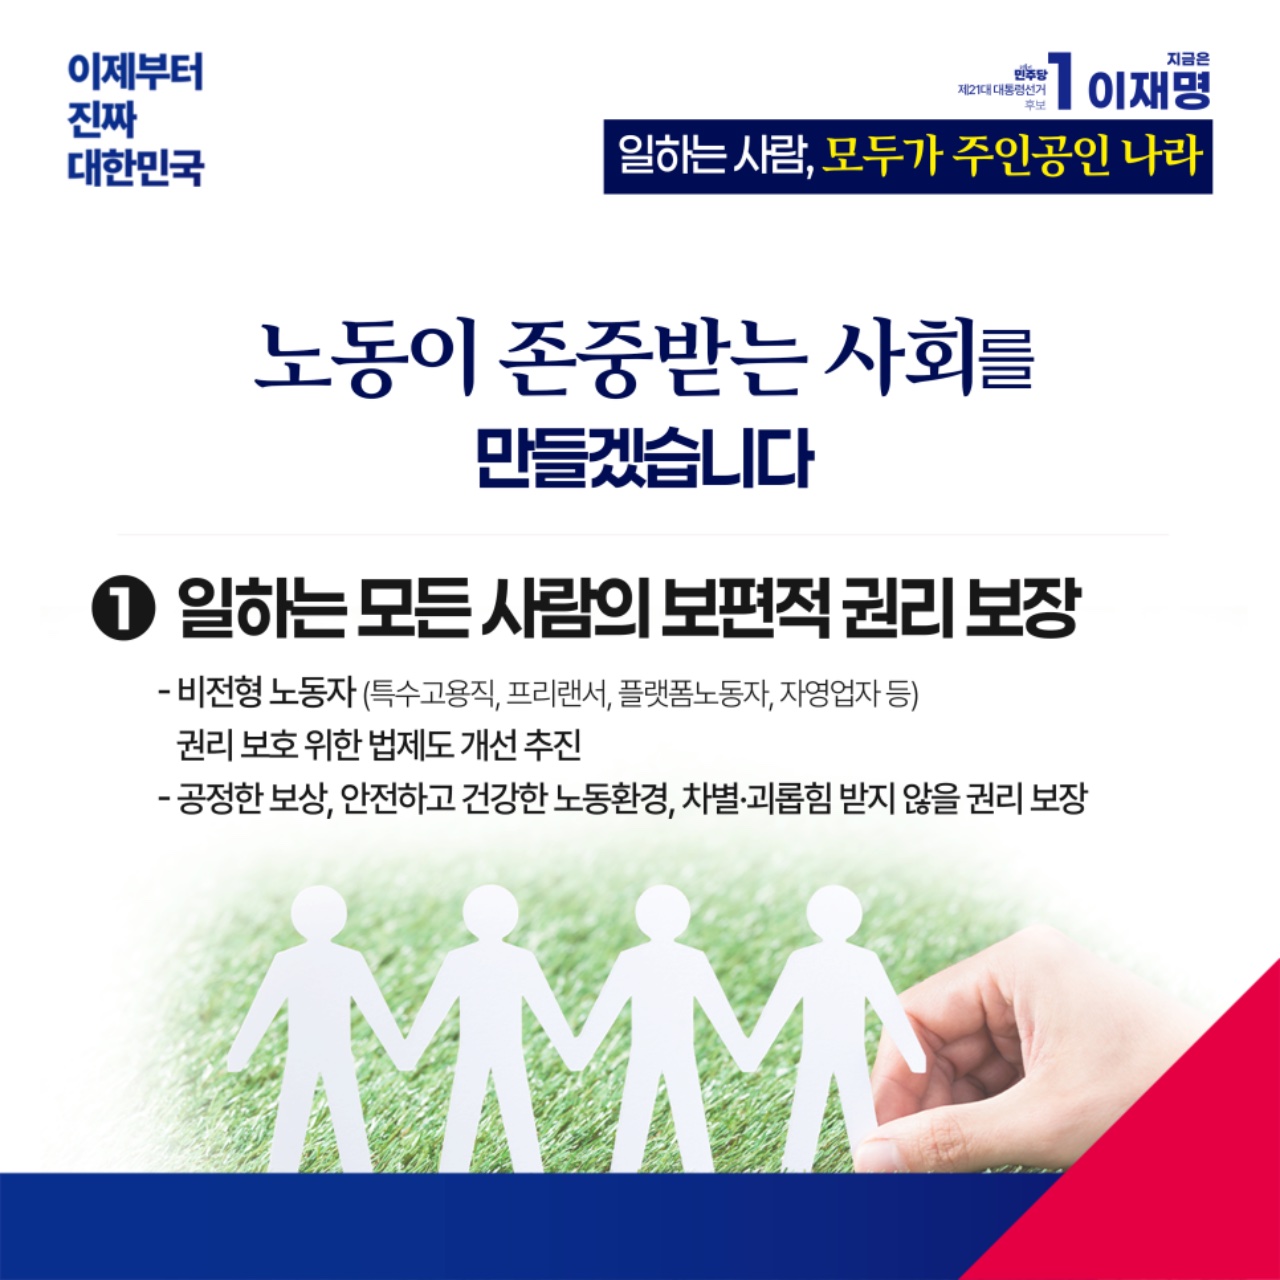 이제부터
진짜
대한민국
지금은
민주당
제21대 대통령선거
후보
1 이재명
일하는 사람, 모두가 주인공인 나라
노동이 존중받는 사회를
만들겠습니다
1 일하는 모든 사람의 보편적 권리 보장
- 비전형 노동자 (특수고용직, 프리랜서, 플랫폼노동자, 자영업자 등)
권리 보호 위한 법제도 개선 추진
- 공정한 보상, 안전하고 건강한 노동환경, 차별·괴롭힘 받지 않을 권리 보장